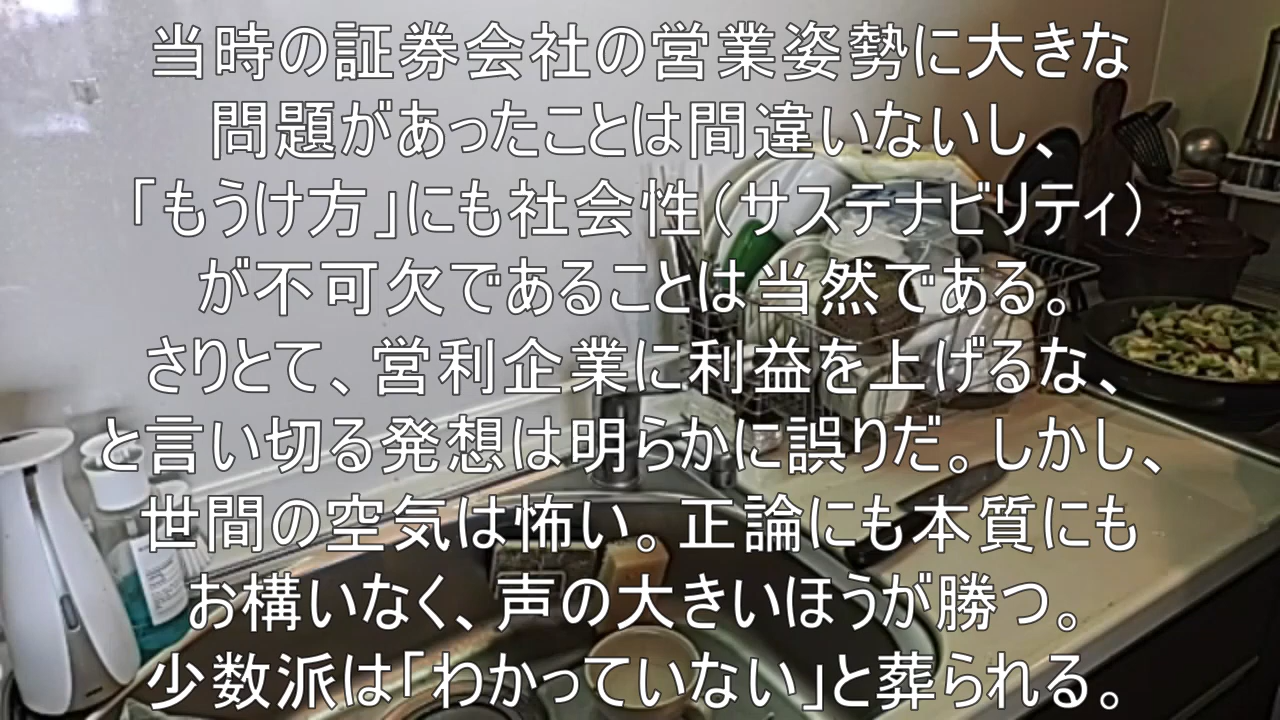 当時の証券会社の営業姿勢に大きな
問題があったことは間違いないし、
「もうけ方」にも社会性（サステナビリティ）
が不可欠であることは当然である。
さりとて、営利企業に利益を上げるな、
と言い切る発想は明らかに誤りだ。しかし、
世間の空気は怖い。正論にも本質にも
お構いなく、声の大きいほうが勝つ。
少数派は「わかっていない」と葬られる。